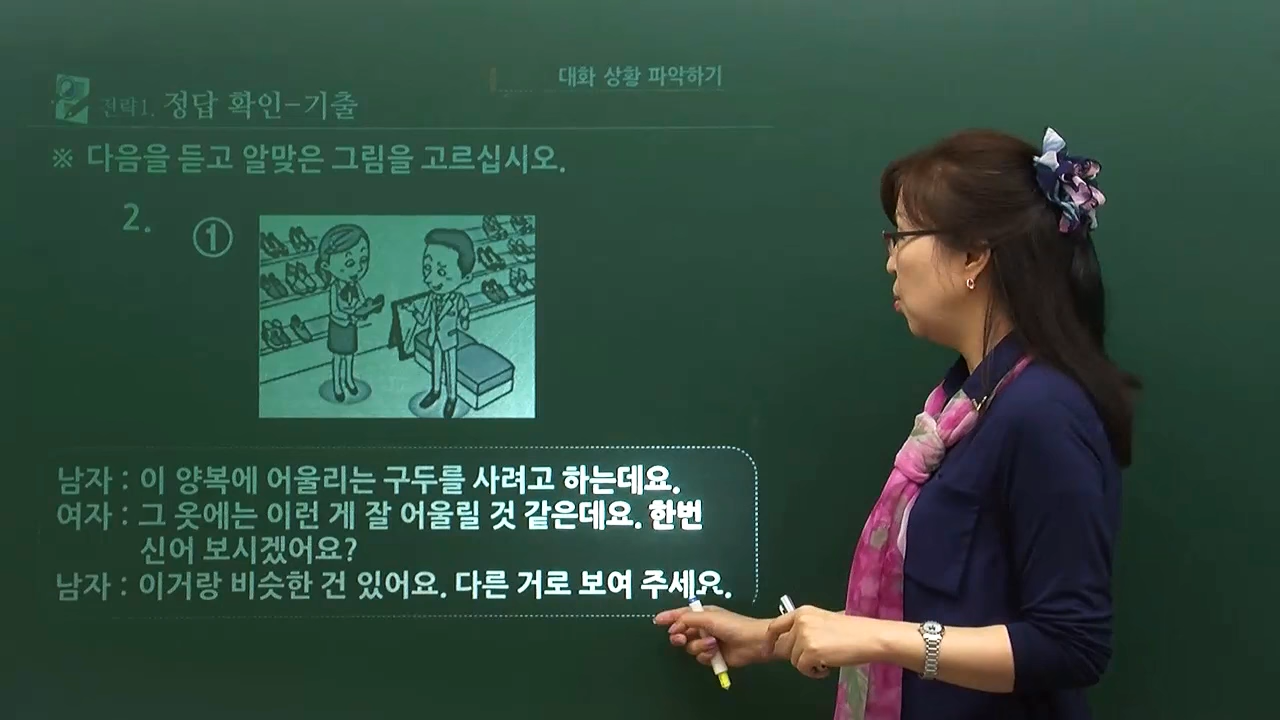 대화 상황 파악하기
전략1. 정답 확인-기출
※ 다음을 듣고 알맞은 그림을 고르십시오.
2. ①
남자 : 이 양복에 어울리는 구두를 사려고 하는데요.
여자 : 그 옷에는 이런 게 잘 어울릴 것 같은데요. 한번
신어 보시겠어요?
남자 : 이거랑 비슷한 건 있어요. 다른 거로 보여 주세요.